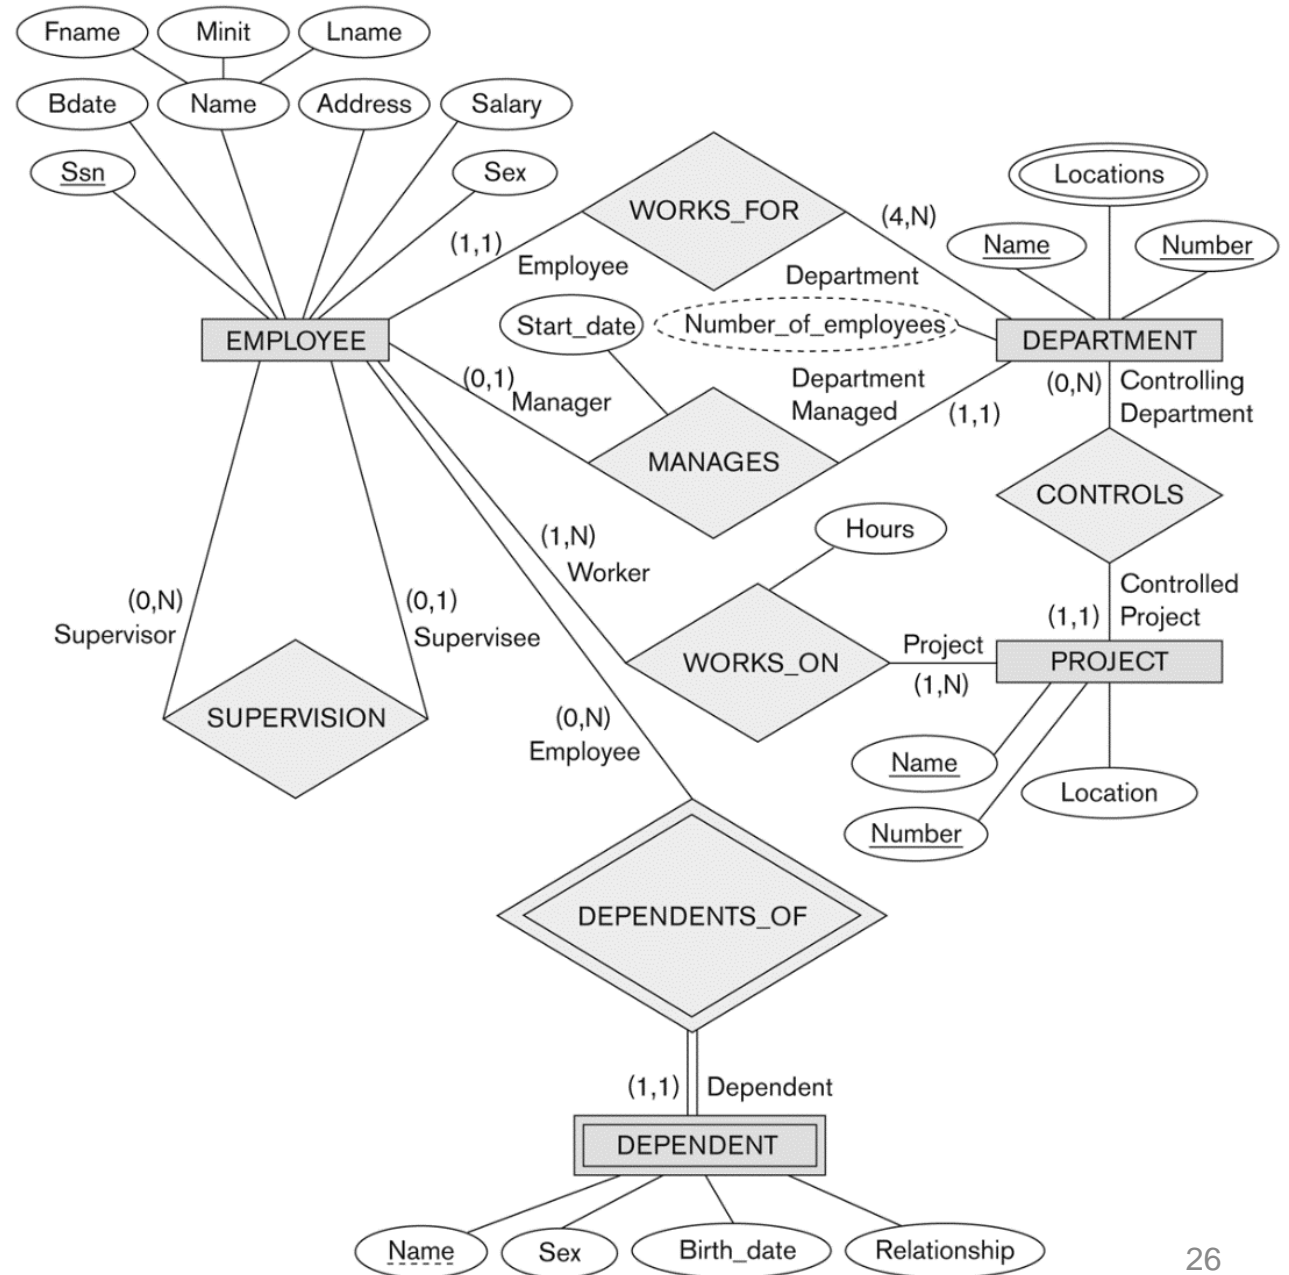 Fname
Minit
Lname
Bdate
Name
Address
Salary
Ssn
Sex
WORKS_FOR
Locations
(1,1)
Employee
(4,N)
Department
Name
Number
Start_date
Number_of_employees
EMPLOYEE
DEPARTMENT
(0,1)
Manager
Department
Managed
(1,1)
(0,N)
Controlling
Department
MANAGES
CONTROLS
Hours
(1,N)
Worker
(0,N)
Supervisor
(0,1)
Supervisee
Controlled
Project
(1,1)
WORKS_ON
Project
(1,N)
PROJECT
SUPERVISION
(0,N)
Employee
Name
Location
Number
DEPENDENTS_OF
(1,1)
Dependent
DEPENDENT
Name
Sex
Birth_date
Relationship
26